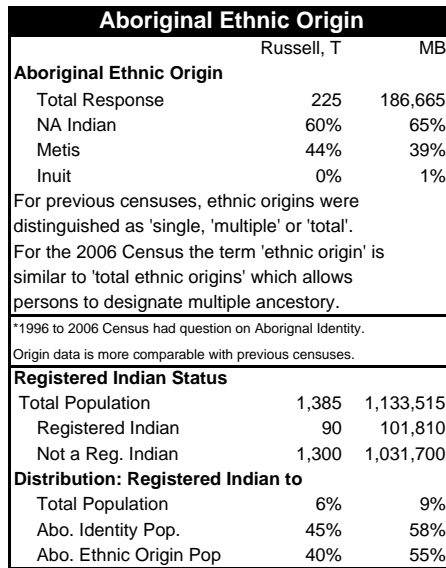 Aboriginal Ethnic Origin
Russell, T MB
Aboriginal Ethnic Origin
Total Response 225 186,665
NA Indian 60% 65%
Metis 44% 39%
Inuit 0% 1%
For previous censuses, ethnic origins were
distinguished as 'single, 'multiple' or 'total'.
For the 2006 Census the term 'ethnic origin' is
similar to 'total ethnic origins' which allows
persons to designate multiple ancestory.
*1996 to 2006 Census had question on Aborignal Identity.
Origin data is more comparable with previous censuses.
Registered Indian Status
Total Population 1,385 1,133,515
Registered Indian 90 101,810
Not a Reg. Indian 1,300 1,031,700
Distribution: Registered Indian to
Total Population 6% 9%
Abo. Identity Pop. 45% 58%
Abo. Ethnic Origin Pop 40% 55%